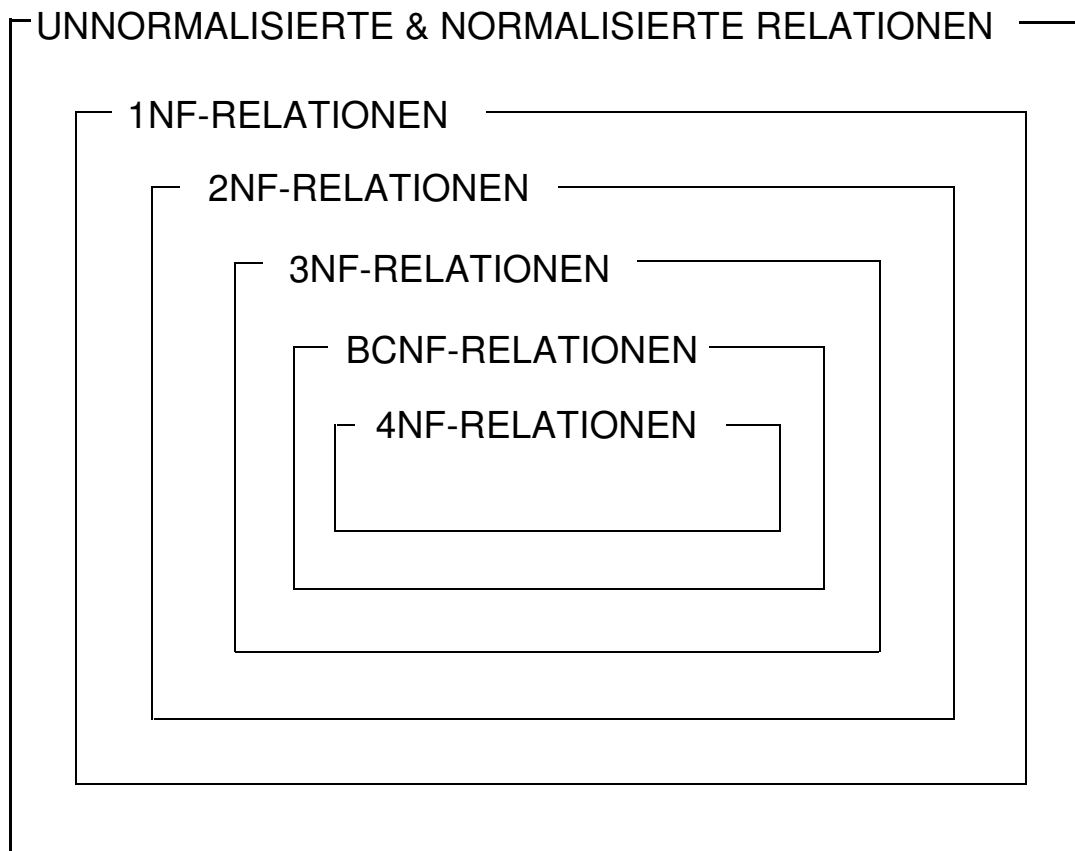 UNNORMALISIERTE & NORMALISIERTE RELATIONEN
1NF-RELATIONEN
2NF-RELATIONEN
3NF-RELATIONEN
BCNF-RELATIONEN
4NF-RELATIONEN